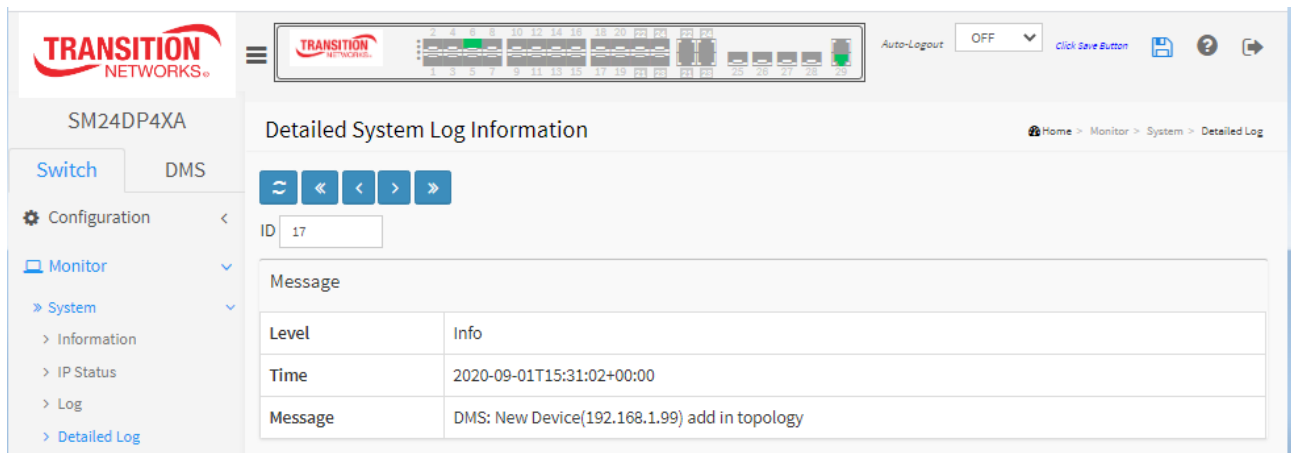 TRANSITION
NETWORKS®
TRANSITION
NETWORKS
2 4 6 8 10 12 14 16 18 20
1 3 5 7 9 11 13 15 17 19 25 26 27 28 29
Auto-Logout OFF Click Save Button
SM24DP4XA
Switch DMS
Configuration
Monitor
System
Information
IP Status
Log
Detailed Log
Detailed System Log Information
Home > Monitor > System > Detailed Log
ID 17
Message
Level Info
Time 2020-09-01T15:31:02+00:00
Message DMS: New Device(192.168.1.99) add in topology